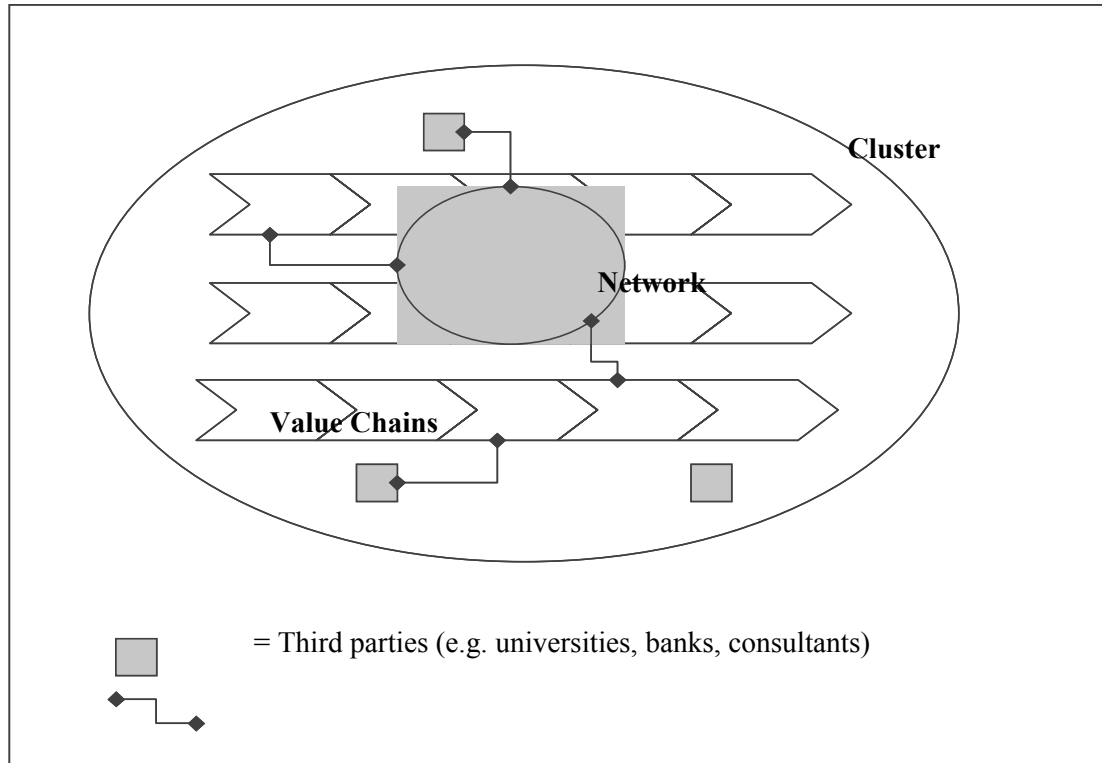 Cluster
Network
Value Chains
= Third parties (e.g. universities, banks, consultants)